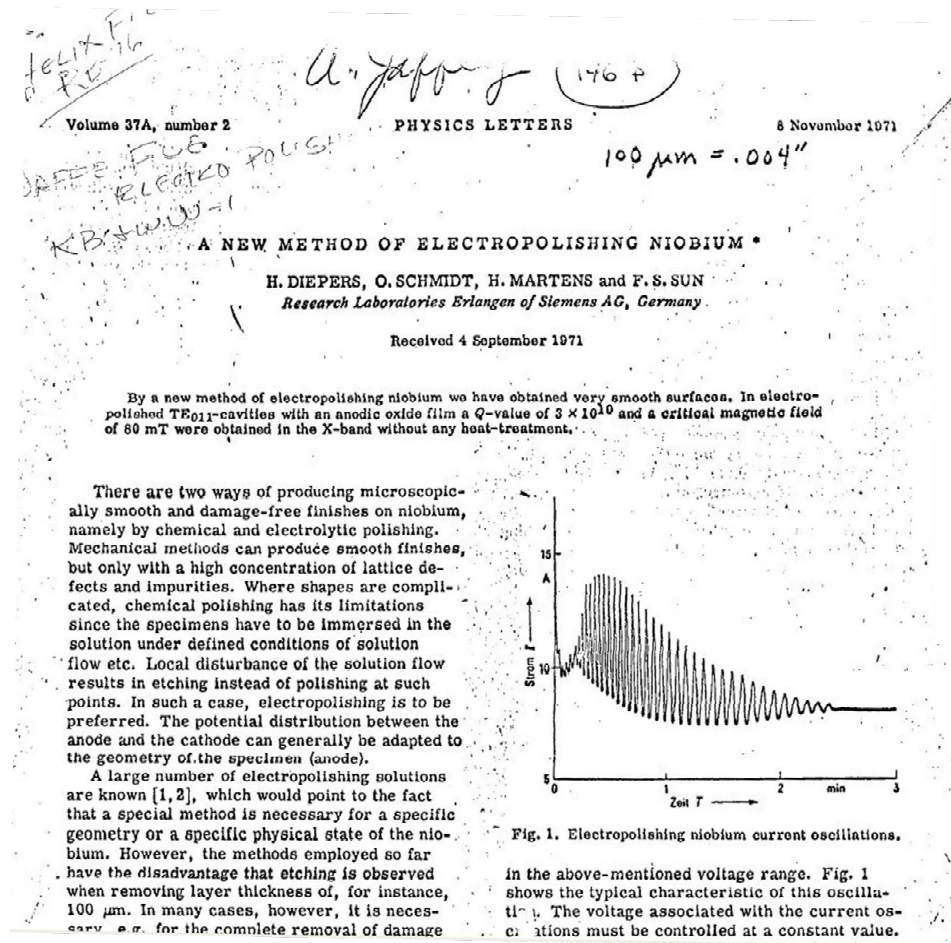 HELIX FILE
A. Jaffey (146 P)
Volume 37A, number 2 PHYSICS LETTERS 8 November 1971
100 µm = .004"
JAFFE FILE
ELECTRO POLISH
A NEW METHOD OF ELECTROPOLISHING NIOBIUM *
H. DIEPERS, O. SCHMIDT, H. MARTENS and F. S. SUN
Research Laboratories Erlangen of Siemens AG, Germany
Received 4 September 1971
By a new method of electropolishing niobium we have obtained very smooth surfaces. In electro-
polished TE011-cavities with an anodic oxide film a Q-value of 3 × 10^10 and a critical magnetic field
of 80 mT were obtained in the X-band without any heat-treatment.
There are two ways of producing microscopic-
ally smooth and damage-free finishes on niobium,
namely by chemical and electrolytic polishing.
Mechanical methods can produce smooth finishes,
but only with a high concentration of lattice de-
fects and impurities. Where shapes are compli-
cated, chemical polishing has its limitations
since the specimens have to be immersed in the
solution under defined conditions of solution
flow etc. Local disturbance of the solution flow
results in etching instead of polishing at such
points. In such a case, electropolishing is to be
preferred. The potential distribution between the
anode and the cathode can generally be adapted to
the geometry of the specimen (anode).
A large number of electropolishing solutions
are known [1, 2], which would point to the fact
that a special method is necessary for a specific
geometry or a specific physical state of the nio-
bium. However, the methods employed so far
have the disadvantage that etching is observed
when removing layer thickness of, for instance,
100 µm. In many cases, however, it is neces-
sary, e.g. for the complete removal of damage
15
A
Strom I
10
5
0 1 2 min 3
Zeit T
Fig. 1. Electropolishing niobium current oscillations.
in the above-mentioned voltage range. Fig. 1
shows the typical characteristic of this oscilla-
The voltage associated with the current os-
must be controlled at a constant value.